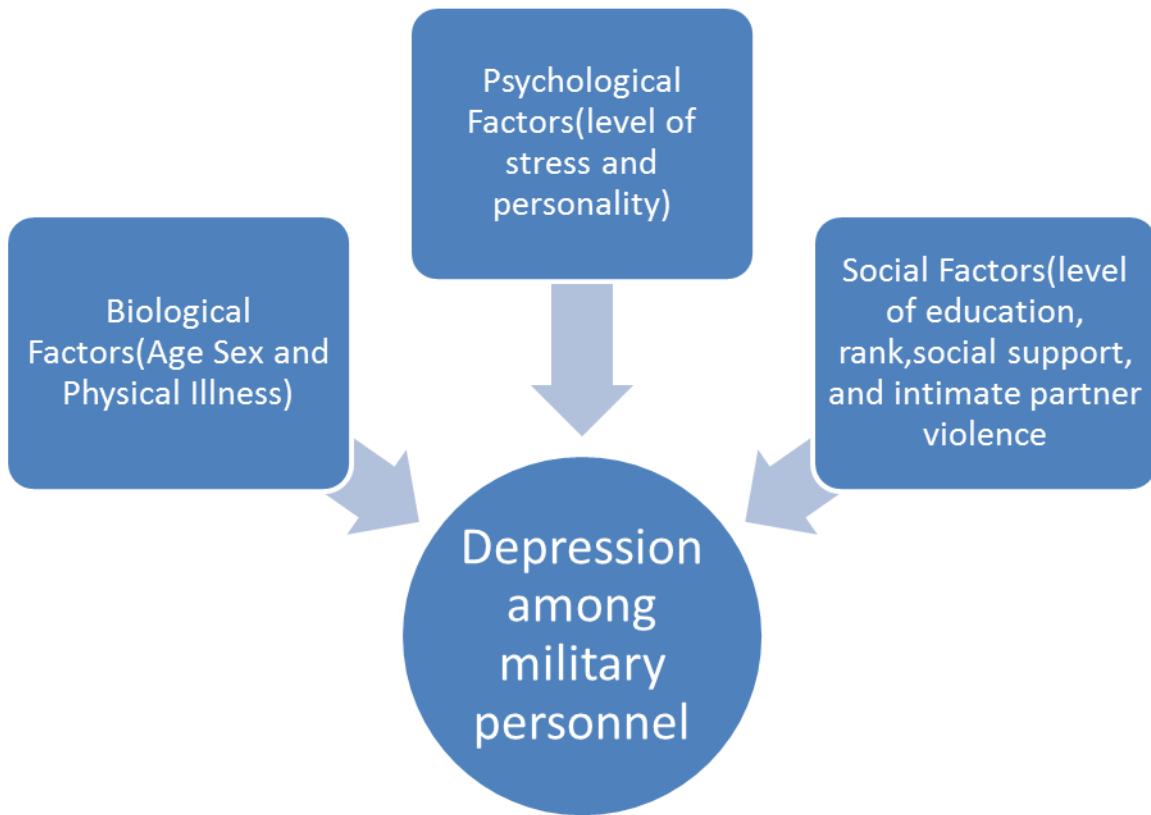 Psychological
Factors(level of
stress and
personality)
Biological
Factors(Age Sex and
Physical Illness)
Social Factors(level
of education,
rank,social support,
and intimate partner
violence
Depression
among
military
personnel